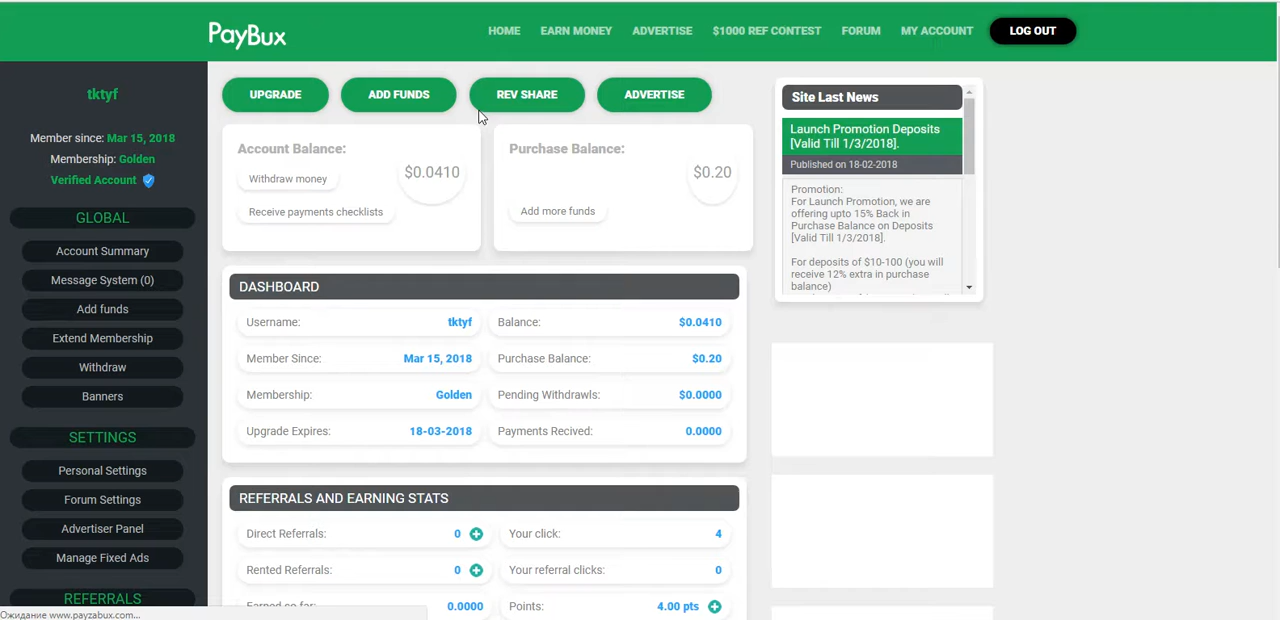 PayBux
HOME
EARN MONEY
ADVERTISE
$1000 REF CONTEST
FORUM
MY ACCOUNT
LOG OUT
tktyf
Member since: Mar 15, 2018
Membership: Golden
Verified Account
GLOBAL
Account Summary
Message System (0)
Add funds
Extend Membership
Withdraw
Banners
SETTINGS
Personal Settings
Forum Settings
Advertiser Panel
Manage Fixed Ads
REFERRALS
Ожидание www.payzabux.com...
UPGRADE
ADD FUNDS
REV SHARE
ADVERTISE
Account Balance:
$0.0410
Withdraw money
Receive payments checklists
Purchase Balance:
$0.20
Add more funds
DASHBOARD
Username: tktyf
Balance: $0.0410
Member Since: Mar 15, 2018
Purchase Balance: $0.20
Membership: Golden
Pending Withdrawls: $0.0000
Upgrade Expires: 18-03-2018
Payments Recived: 0.0000
REFERRALS AND EARNING STATS
Direct Referrals: 0
Your click: 4
Rented Referrals: 0
Your referral clicks: 0
Earned so far: 0.0000
Points: 4.00 pts
Site Last News
Launch Promotion Deposits
[Valid Till 1/3/2018].
Published on 18-02-2018
Promotion:
For Launch Promotion, we are
offering upto 15% Back in
Purchase Balance on Deposits
[Valid Till 1/3/2018].
For deposits of $10-100 (you will
receive 12% extra in purchase
balance)